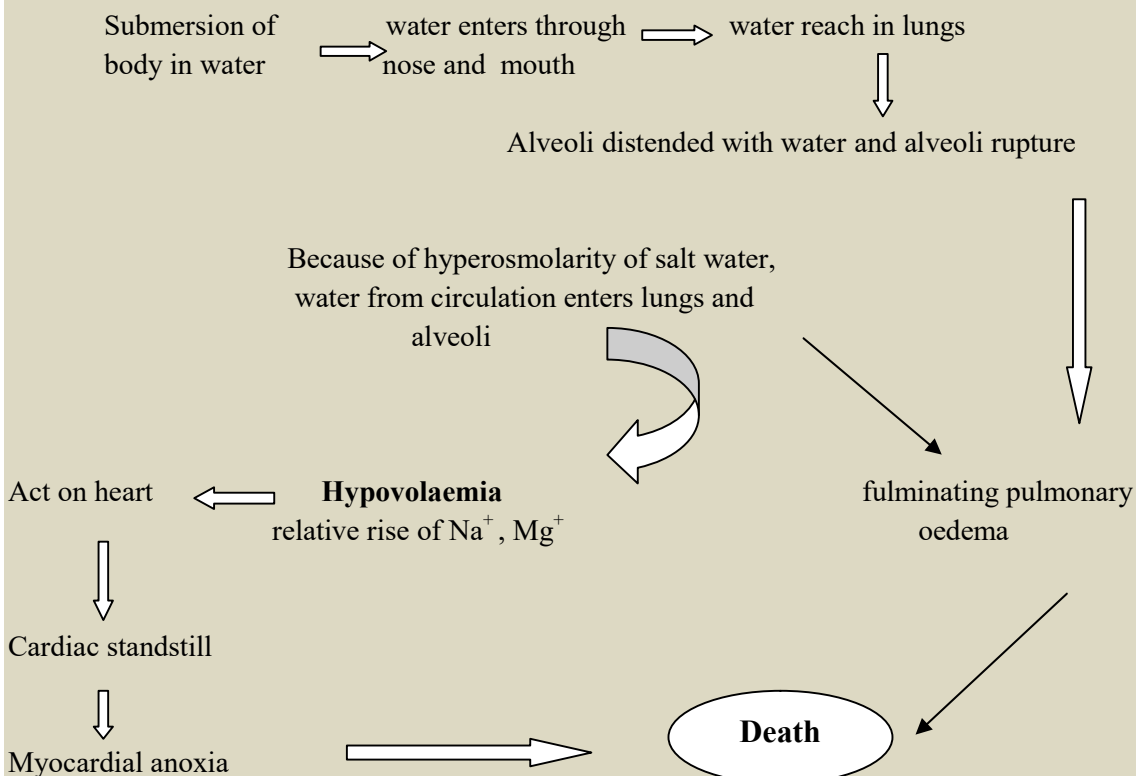 Submersion of
body in water
water enters through
nose and mouth
water reach in lungs
Alveoli distended with water and alveoli rupture
Because of hyperosmolarity of salt water,
water from circulation enters lungs and
alveoli
Act on heart
Hypovolaemia
relative rise of Na⁺ , Mg⁺
fulminating pulmonary
oedema
Cardiac standstill
Myocardial anoxia
Death